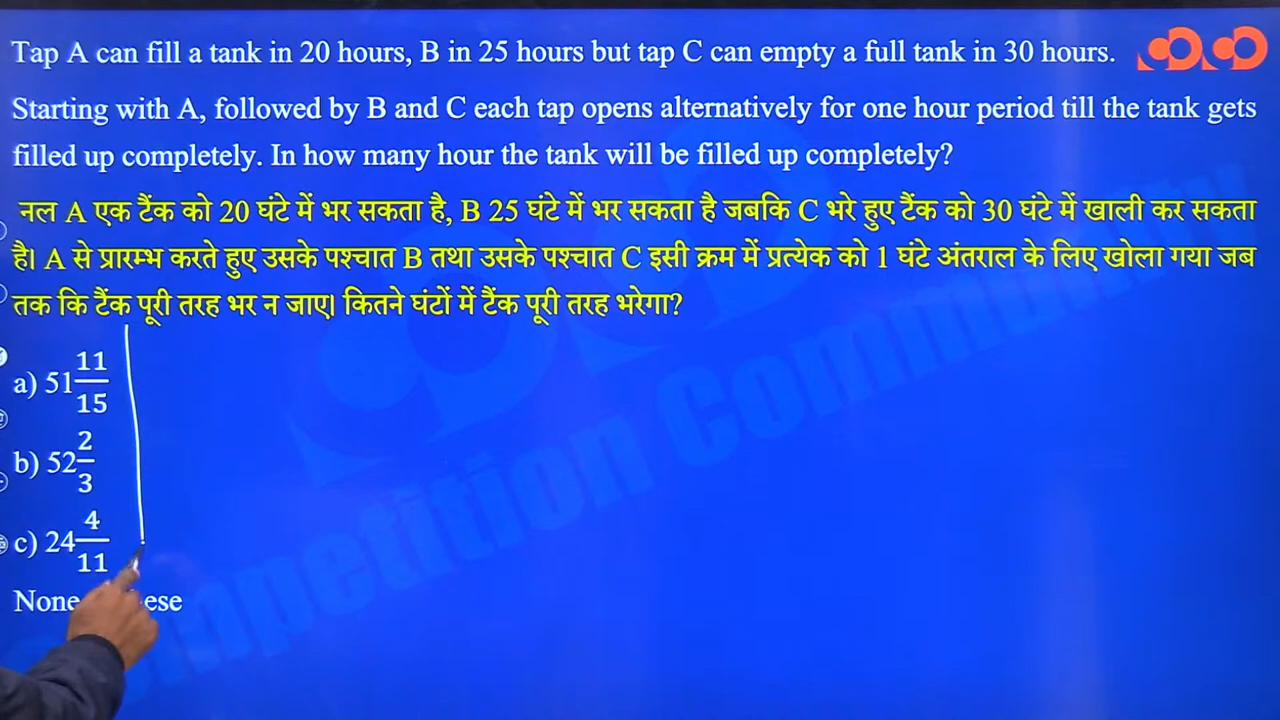 Tap A can fill a tank in 20 hours, B in 25 hours but tap C can empty a full tank in 30 hours.
Starting with A, followed by B and C each tap opens alternatively for one hour period till the tank gets
filled up completely. In how many hour the tank will be filled up completely?
नल A एक टैंक को 20 घंटे में भर सकता है, B 25 घंटे में भर सकता है जबकि C भरे हुए टैंक को 30 घंटे में खाली कर सकता
है। A से प्रारम्भ करते हुए उसके पश्चात B तथा उसके पश्चात C इसी क्रम में प्रत्येक को 1 घंटे अंतराल के लिए खोला गया जब
तक कि टैंक पूरी तरह भर न जाए। कितने घंटों में टैंक पूरी तरह भरेगा?
a) 51 11/15
b) 52 2/3
c) 24 4/11
None ese
Competition Community